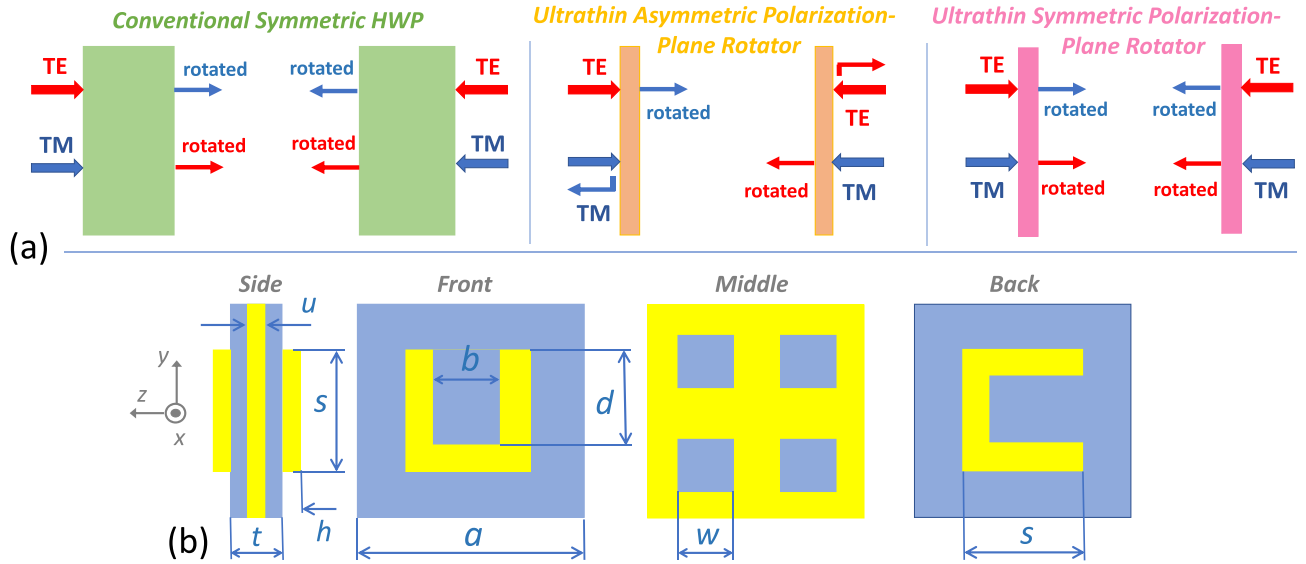 Conventional Symmetric HWP
TE
rotated
rotated
TE
TM
rotated
rotated
TM
Ultrathin Asymmetric Polarization-
Plane Rotator
TE
rotated
TE
TM
rotated
TM
Ultrathin Symmetric Polarization-
Plane Rotator
TE
rotated
rotated
TE
TM
rotated
rotated
TM
(a)
Side
Front
Middle
Back
u
y
z
x
s
b
d
h
t
a
w
s
(b)